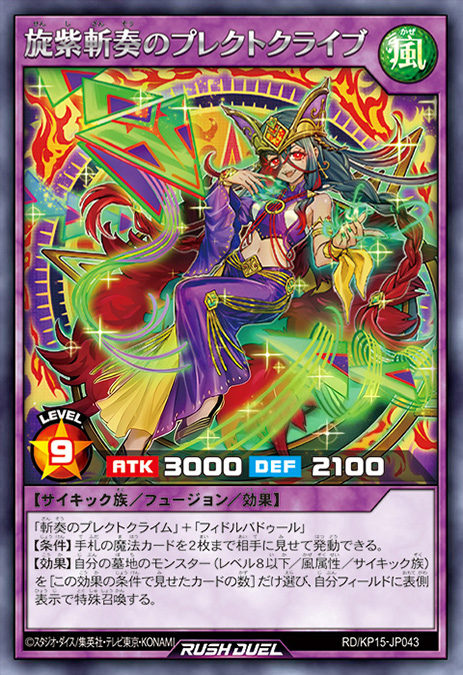 旋紫斬奏のプレクトクライブ
風
LEVEL
9
ATK 3000 DEF 2100
【サイキック族／フュージョン／効果】
「斬奏のプレクトクライム」+「フィドルバドゥール」
【条件】手札の魔法カードを2枚まで相手に見せて発動できる。
【効果】自分の墓地のモンスター（レベル8以下／風属性／サイキック族）
を[この効果の条件で見せたカードの数]だけ選び、自分フィールドに表側
表示で特殊召喚する。
©スタジオ・ダイス/集英社・テレビ東京・KONAMI RUSH DUEL RD/KP15-JP043